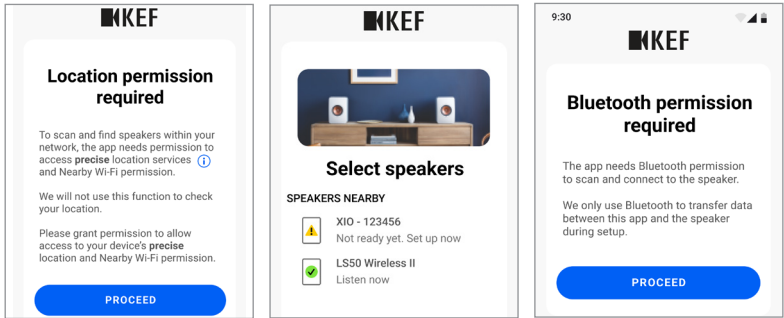 KEF
Location permission
required
To scan and find speakers within your
network, the app needs permission to
access precise location services
and Nearby Wi-Fi permission.
We will not use this function to check
your location.
Please grant permission to allow
access to your device's precise
location and Nearby Wi-Fi permission.
PROCEED
KEF
Select speakers
SPEAKERS NEARBY
XIO - 123456
Not ready yet. Set up now
LS50 Wireless II
Listen now
9:30
KEF
Bluetooth permission
required
The app needs Bluetooth permission
to scan and connect to the speaker.
We only use Bluetooth to transfer data
between this app and the speaker
during setup.
PROCEED